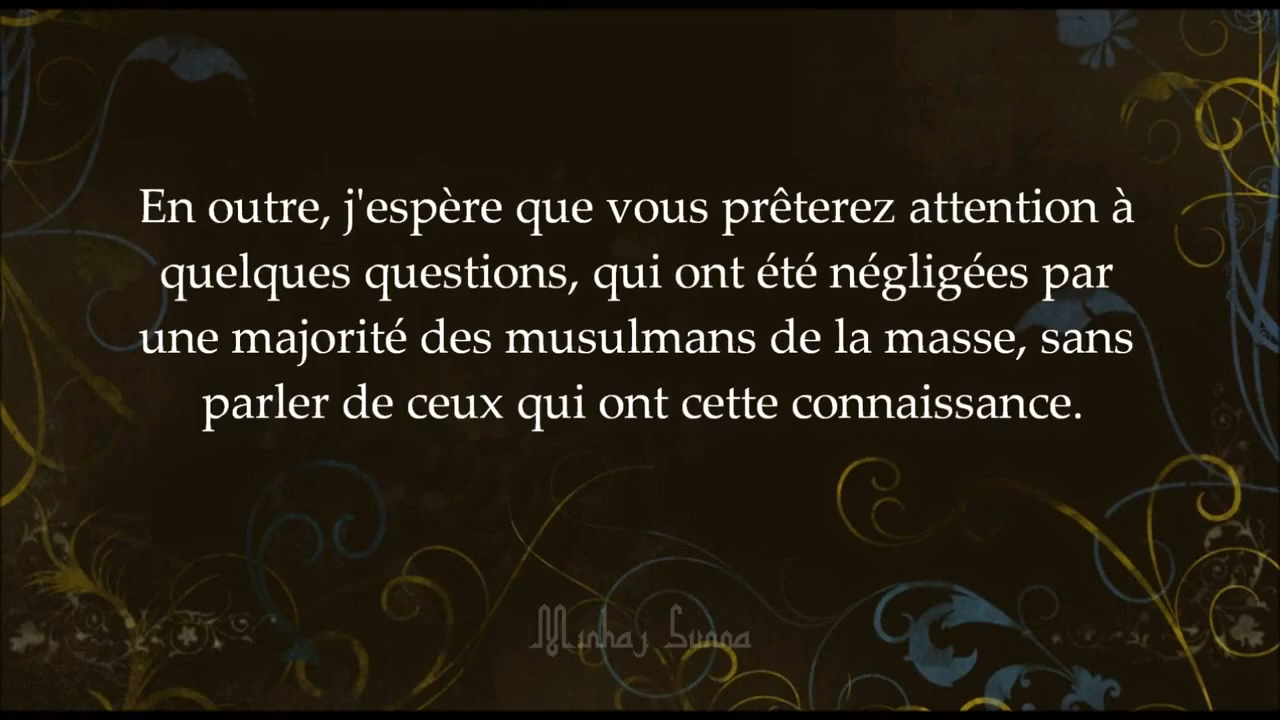 En outre, j'espère que vous prêterez attention à
quelques questions, qui ont été négligées par
une majorité des musulmans de la masse, sans
parler de ceux qui ont cette connaissance.
Minhaj Sunna